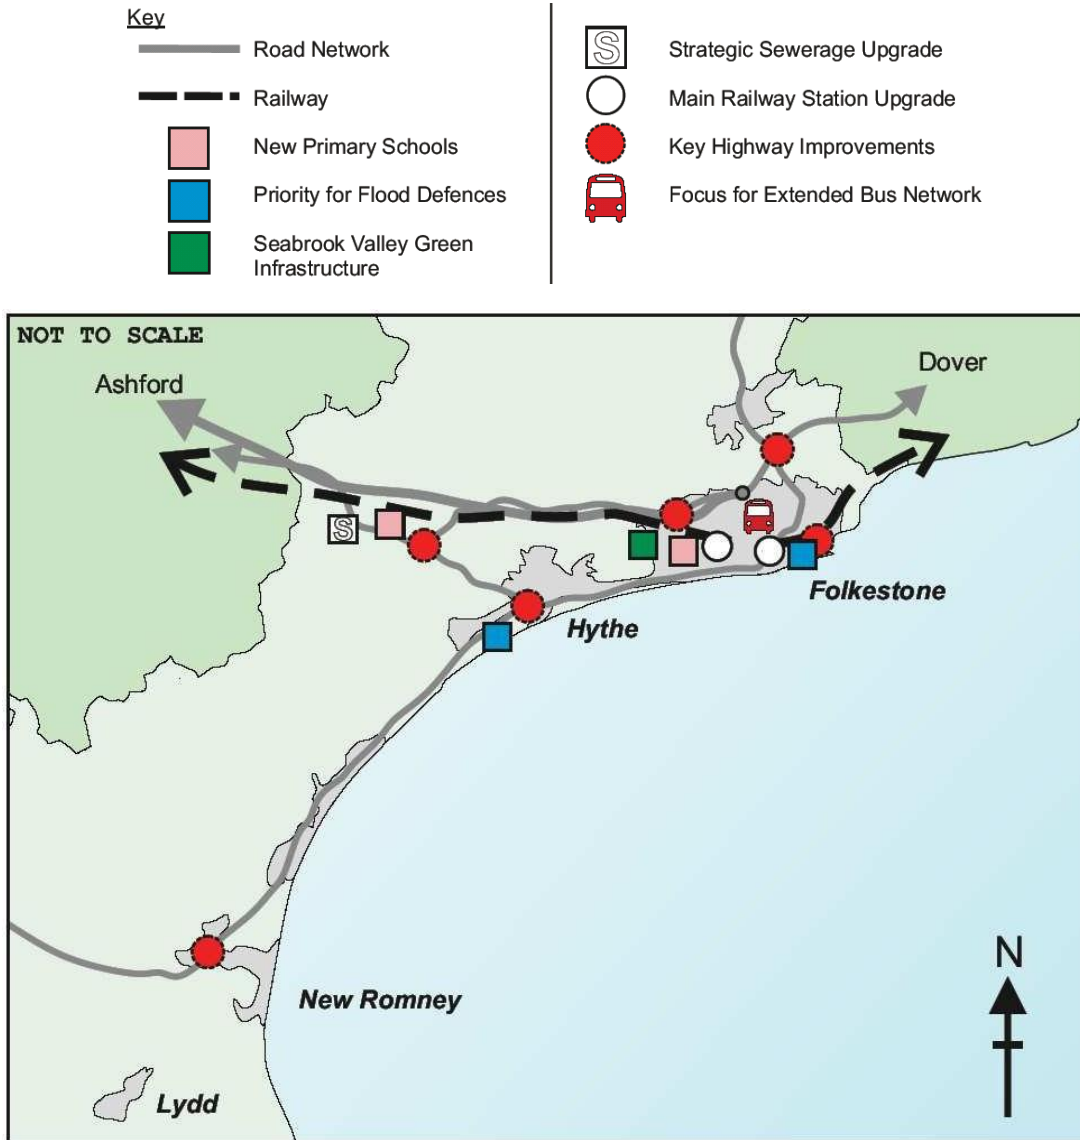 Key
Road Network
Railway
New Primary Schools
Priority for Flood Defences
Seabrook Valley Green
Infrastructure
S
Strategic Sewerage Upgrade
Main Railway Station Upgrade
Key Highway Improvements
Focus for Extended Bus Network
NOT TO SCALE
Ashford
Dover
S
Folkestone
Hythe
New Romney
Lydd
N